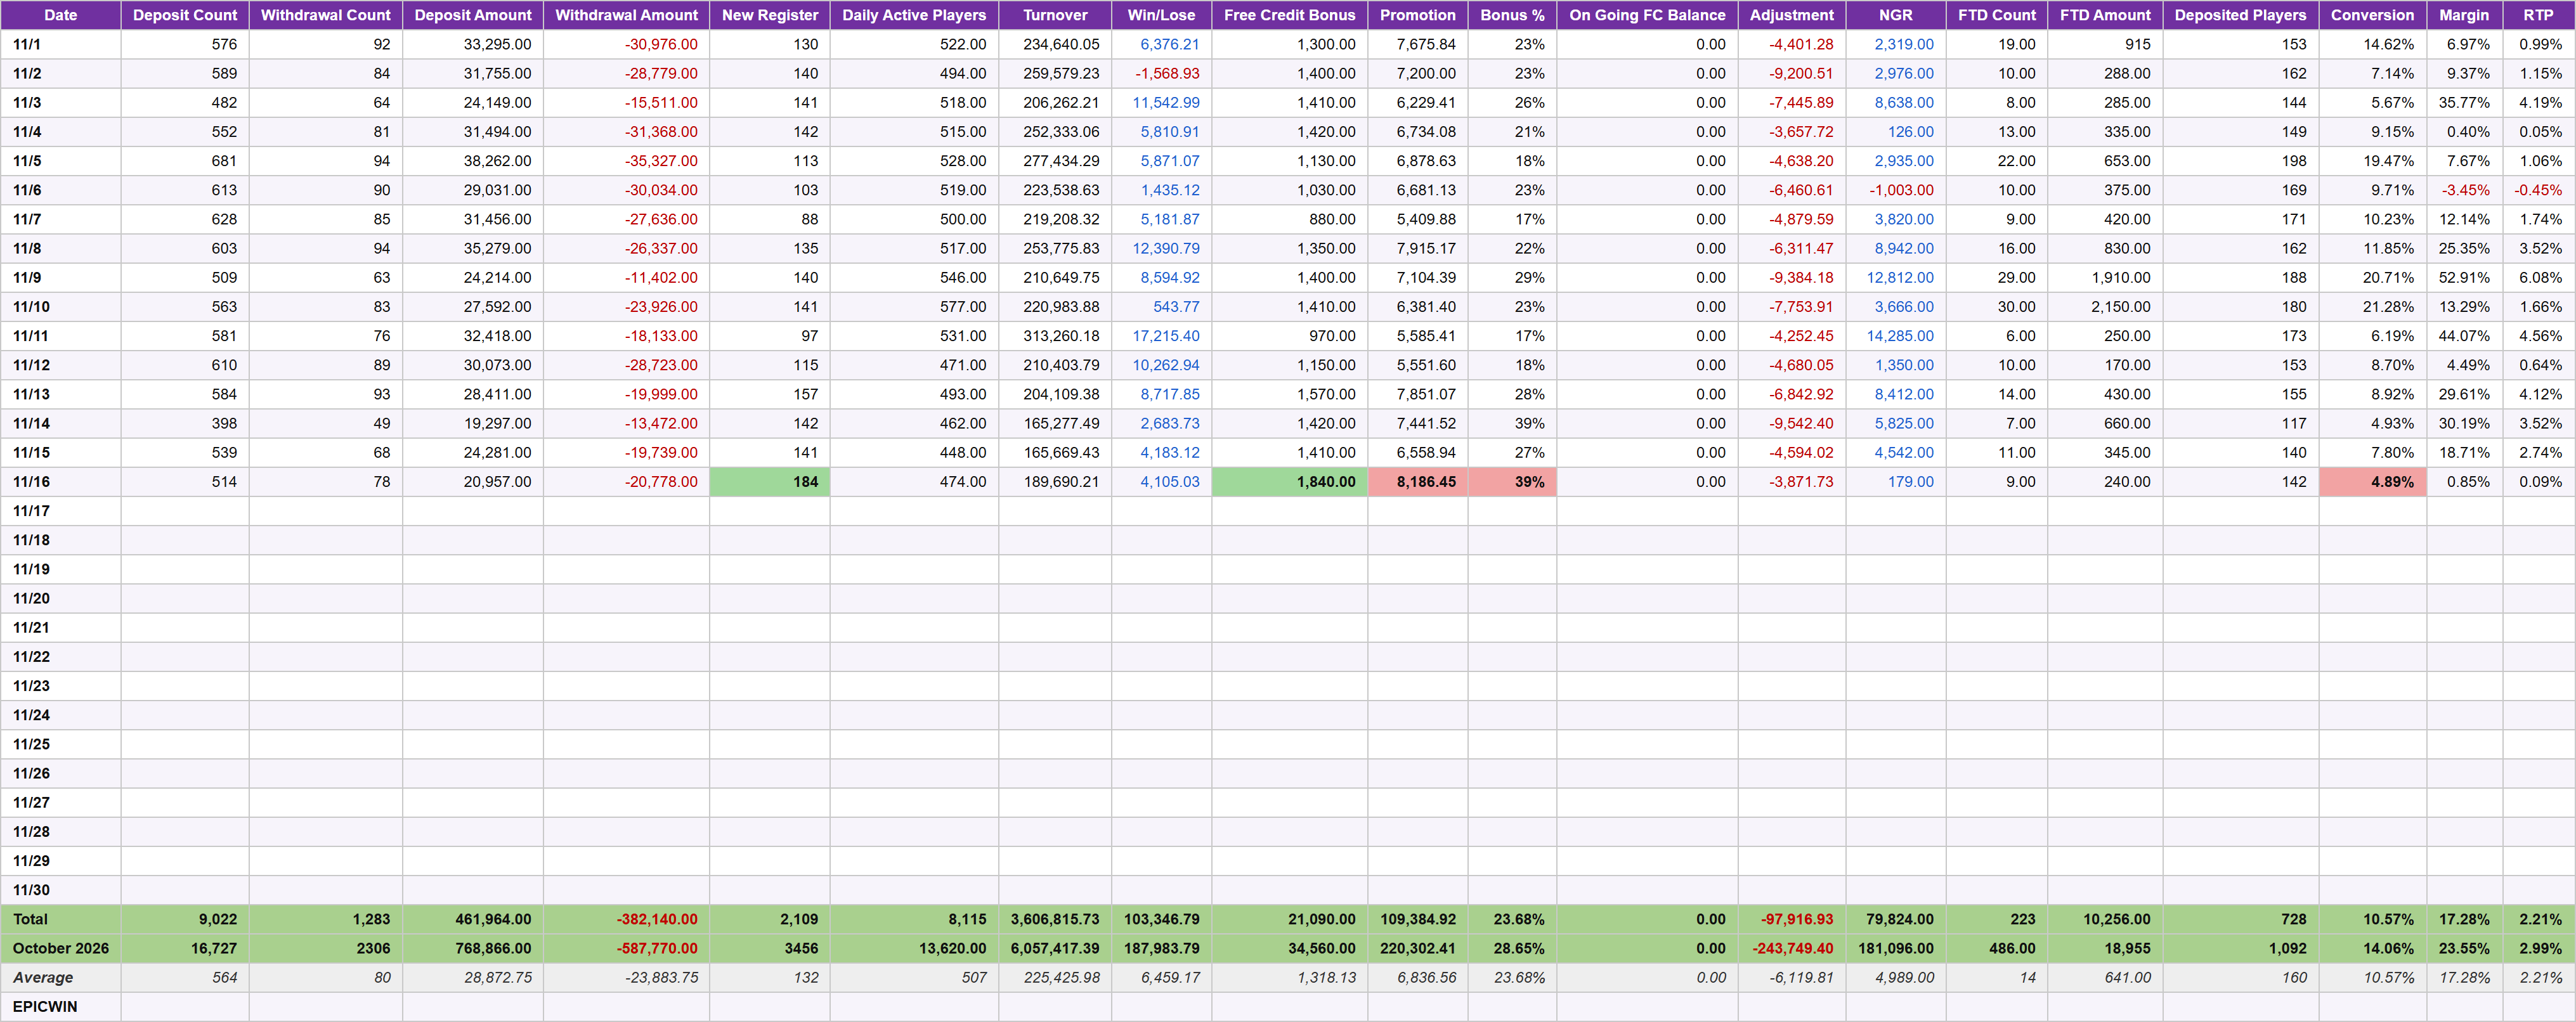 Date Deposit Count Withdrawal Count Deposit Amount Withdrawal Amount New Register Daily Active Players Turnover Win/Lose Free Credit Bonus Promotion Bonus % On Going FC Balance Adjustment NGR FTD Count FTD Amount Deposited Players Conversion Margin RTP
11/1 576 92 33,295.00 -30,976.00 130 522.00 234,640.05 6,376.21 1,300.00 7,675.84 23% 0.00 -4,401.28 2,319.00 19.00 915 153 14.62% 6.97% 0.99%
11/2 589 84 31,755.00 -28,779.00 140 494.00 259,579.23 -1,568.93 1,400.00 7,200.00 23% 0.00 -9,200.51 2,976.00 10.00 288.00 162 7.14% 9.37% 1.15%
11/3 482 64 24,149.00 -15,511.00 141 518.00 206,262.21 11,542.99 1,410.00 6,229.41 26% 0.00 -7,445.89 8,638.00 8.00 285.00 144 5.67% 35.77% 4.19%
11/4 552 81 31,494.00 -31,368.00 142 515.00 252,333.06 5,810.91 1,420.00 6,734.08 21% 0.00 -3,657.72 126.00 13.00 335.00 149 9.15% 0.40% 0.05%
11/5 681 94 38,262.00 -35,327.00 113 528.00 277,434.29 5,871.07 1,130.00 6,878.63 18% 0.00 -4,638.20 2,935.00 22.00 653.00 198 19.47% 7.67% 1.06%
11/6 613 90 29,031.00 -30,034.00 103 519.00 223,538.63 1,435.12 1,030.00 6,681.13 23% 0.00 -6,460.61 -1,003.00 10.00 375.00 169 9.71% -3.45% -0.45%
11/7 628 85 31,456.00 -27,636.00 88 500.00 219,208.32 5,181.87 880.00 5,409.88 17% 0.00 -4,879.59 3,820.00 9.00 420.00 171 10.23% 12.14% 1.74%
11/8 603 94 35,279.00 -26,337.00 135 517.00 253,775.83 12,390.79 1,350.00 7,915.17 22% 0.00 -6,311.47 8,942.00 16.00 830.00 162 11.85% 25.35% 3.52%
11/9 509 63 24,214.00 -11,402.00 140 546.00 210,649.75 8,594.92 1,400.00 7,104.39 29% 0.00 -9,384.18 12,812.00 29.00 1,910.00 188 20.71% 52.91% 6.08%
11/10 563 83 27,592.00 -23,926.00 141 577.00 220,983.88 543.77 1,410.00 6,381.40 23% 0.00 -7,753.91 3,666.00 30.00 2,150.00 180 21.28% 13.29% 1.66%
11/11 581 76 32,418.00 -18,133.00 97 531.00 313,260.18 17,215.40 970.00 5,585.41 17% 0.00 -4,252.45 14,285.00 6.00 250.00 173 6.19% 44.07% 4.56%
11/12 610 89 30,073.00 -28,723.00 115 471.00 210,403.79 10,262.94 1,150.00 5,551.60 18% 0.00 -4,680.05 1,350.00 10.00 170.00 153 8.70% 4.49% 0.64%
11/13 584 93 28,411.00 -19,999.00 157 493.00 204,109.38 8,717.85 1,570.00 7,851.07 28% 0.00 -6,842.92 8,412.00 14.00 430.00 155 8.92% 29.61% 4.12%
11/14 398 49 19,297.00 -13,472.00 142 462.00 165,277.49 2,683.73 1,420.00 7,441.52 39% 0.00 -9,542.40 5,825.00 7.00 660.00 117 4.93% 30.19% 3.52%
11/15 539 68 24,281.00 -19,739.00 141 448.00 165,669.43 4,183.12 1,410.00 6,558.94 27% 0.00 -4,594.02 4,542.00 11.00 345.00 140 7.80% 18.71% 2.74%
11/16 514 78 20,957.00 -20,778.00 184 474.00 189,690.21 4,105.03 1,840.00 8,186.45 39% 0.00 -3,871.73 179.00 9.00 240.00 142 4.89% 0.85% 0.09%
11/17
11/18
11/19
11/20
11/21
11/22
11/23
11/24
11/25
11/26
11/27
11/28
11/29
11/30
Total 9,022 1,283 461,964.00 -382,140.00 2,109 8,115 3,606,815.73 103,346.79 21,090.00 109,384.92 23.68% 0.00 -97,916.93 79,824.00 223 10,256.00 728 10.57% 17.28% 2.21%
October 2026 16,727 2306 768,866.00 -587,770.00 3456 13,620.00 6,057,417.39 187,983.79 34,560.00 220,302.41 28.65% 0.00 -243,749.40 181,096.00 486.00 18,955 1,092 14.06% 23.55% 2.99%
Average 564 80 28,872.75 -23,883.75 132 507 225,425.98 6,459.17 1,318.13 6,836.56 23.68% 0.00 -6,119.81 4,989.00 14 641.00 160 10.57% 17.28% 2.21%
EPICWIN